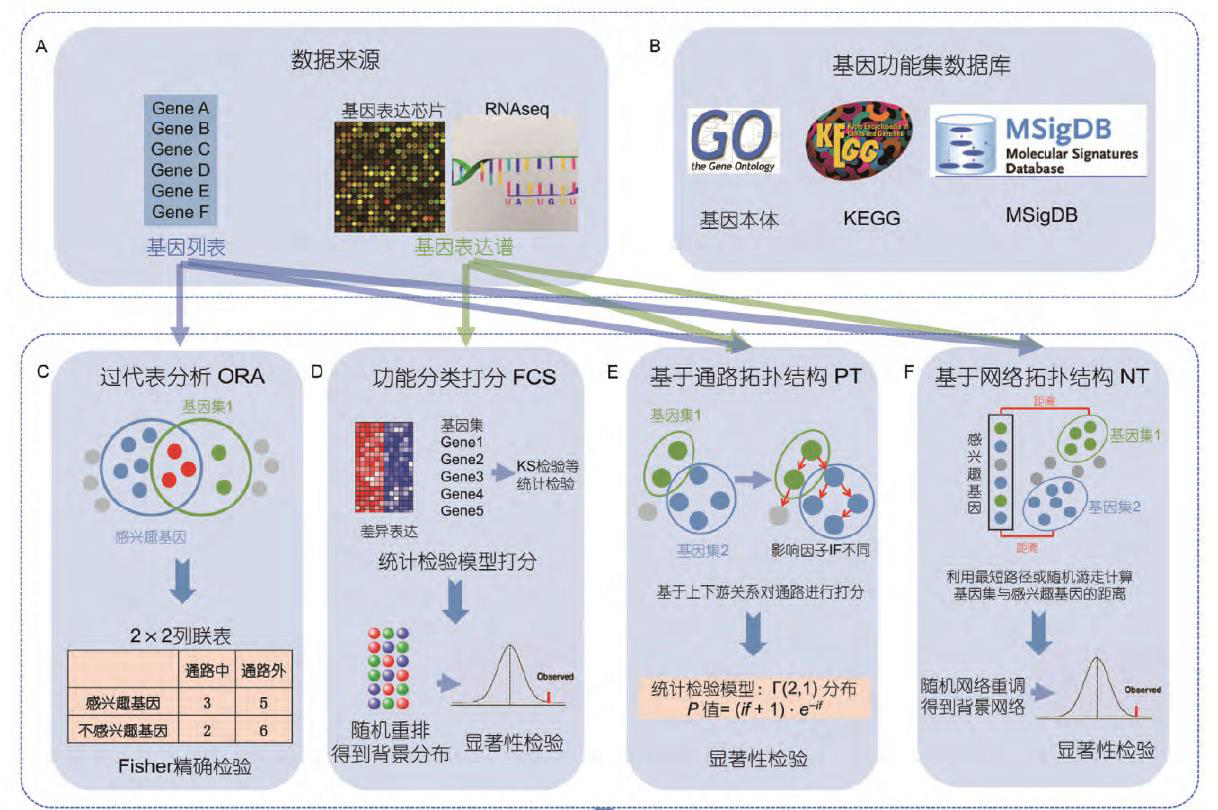 A
数据来源
Gene A
Gene B
Gene C
Gene D
Gene E
Gene F
基因列表
基因表达芯片
RNAseq
U A G U G U
基因表达谱
B
基因功能集数据库
GO
the Gene Ontology
基因本体
KEGG
Kyoto Encyclopedia of
Genes and Genomes
KEGG
MSigDB
Molecular Signatures
Database
MSigDB
C
过代表分析 ORA
基因集1
感兴趣基因
2×2列联表
通路中 通路外
感兴趣基因 3 5
不感兴趣基因 2 6
Fisher精确检验
D
功能分类打分 FCS
基因集
Gene1
Gene2
Gene3
Gene4
Gene5
差异表达
KS检验等
统计检验
统计检验模型打分
随机重排
得到背景分布
Observed
显著性检验
E
基于通路拓扑结构 PT
基因集1
基因集2
影响因子IF不同
基于上下游关系对通路进行打分
统计检验模型：Γ(2,1) 分布
P 值= (if + 1) · e⁻ⁱᶠ
显著性检验
F
基于网络拓扑结构 NT
距离
感兴趣基因
基因集1
基因集2
距离
利用最短路径或随机游走计算
基因集与感兴趣基因的距离
随机网络重调
得到背景网络
Observed
显著性检验